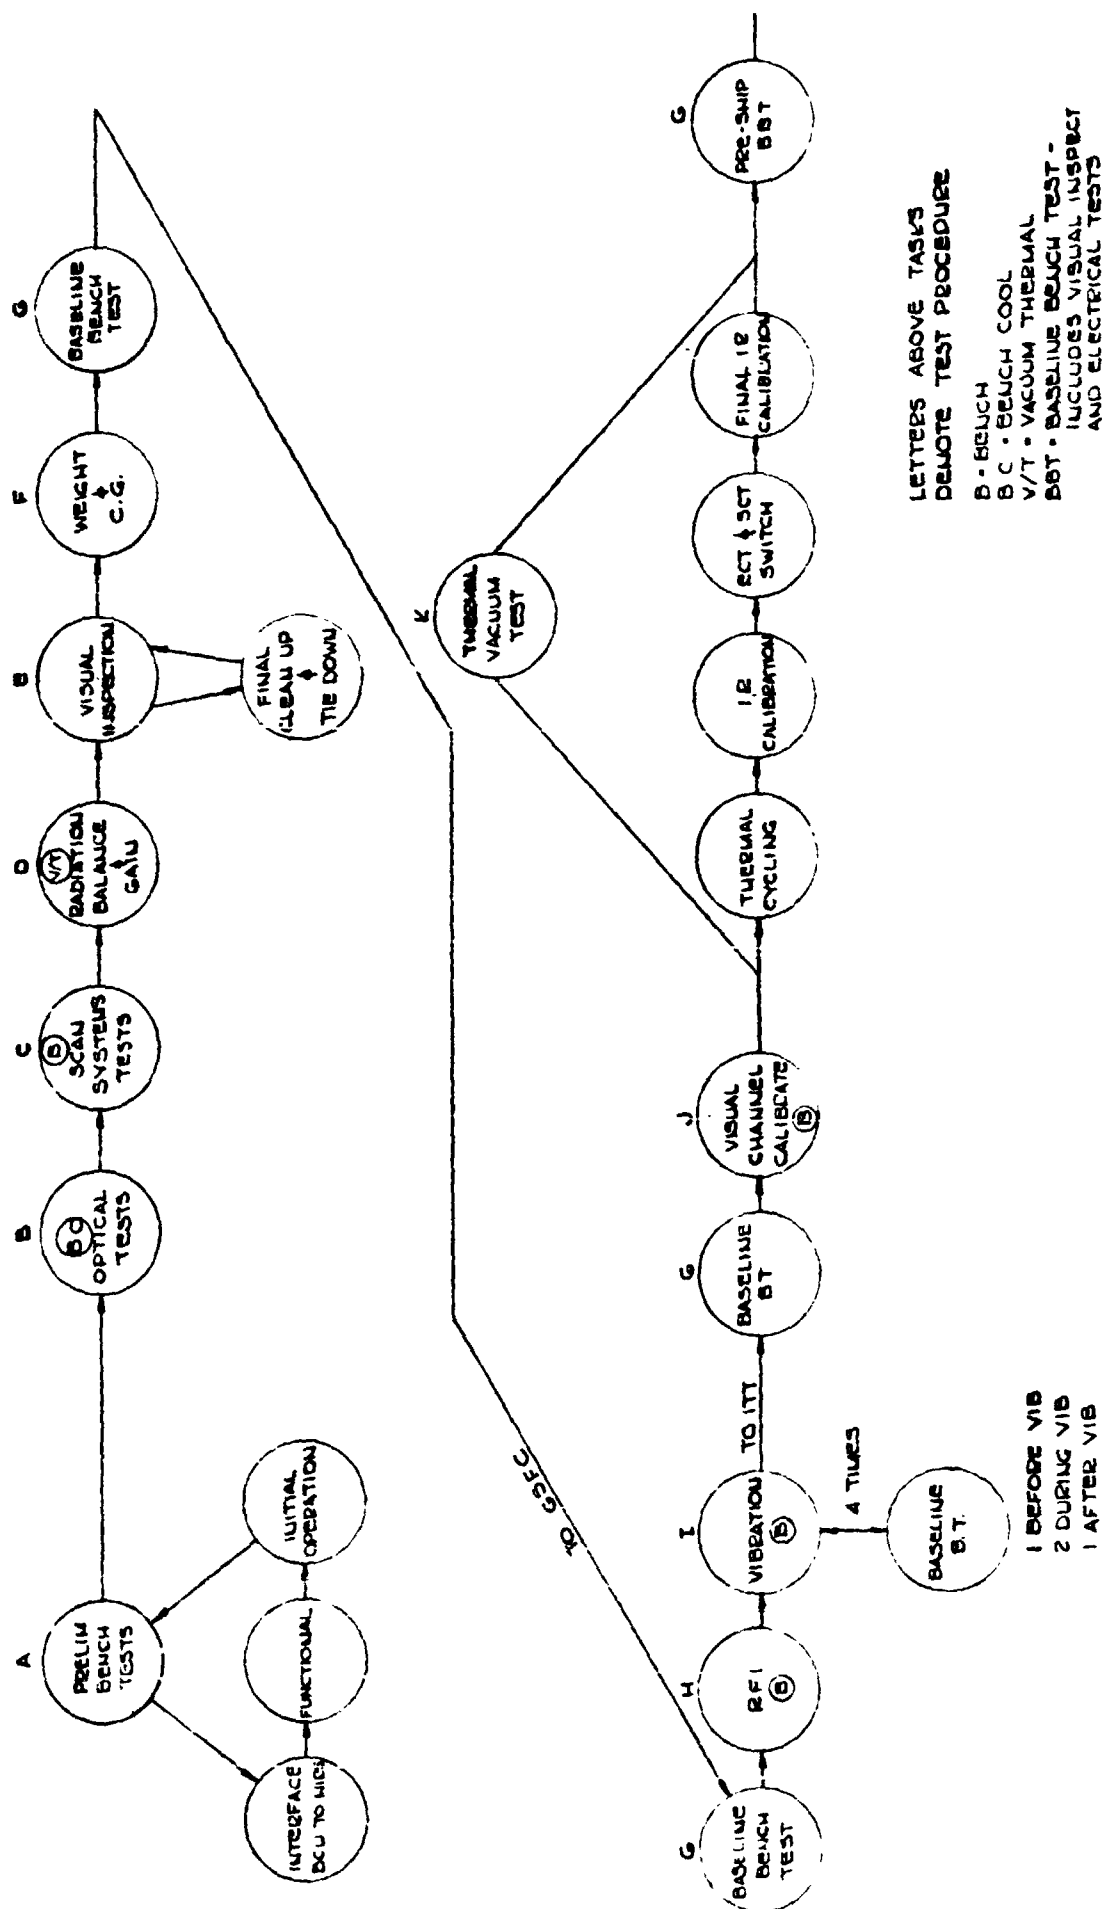 A
PRELIM
BENCH
TESTS
INTERFACE
BCU TO
FUNCTIONAL
INITIAL
OPERATION
B
BC
OPTICAL
TESTS
C
B
SCAN
SYSTEMS
TESTS
D
V/T
RADIATION
BALANCE
&
GAIN
E
VISUAL
INSPECTION
FINAL
CLEAN UP
&
TIE DOWN
F
WEIGHT
&
C.G.
G
BASELINE
BENCH
TEST
TO GSFC
G
BASELINE
BENCH
TEST
H
RFI
B
I
VIBRATION
B
TO ITT
4 TIMES
BASELINE
B.T.
1 BEFORE VIB
2 DURING VIB
1 AFTER VIB
G
BASELINE
BT
J
VISUAL
CHANNEL
CALIBRATE
B
K
THERMAL
VACUUM
TEST
THERMAL
CYCLING
I.R
CALIBRATION
ECT & SCT
SWITCH
FINAL IR
CALIBRATION
G
PRE-SHIP
BBT
LETTERS ABOVE TASKS
DENOTE TEST PROCEDURE
B = BENCH
B C = BENCH COOL
V/T = VACUUM THERMAL
BBT = BASELINE BENCH TEST -
INCLUDES VISUAL INSPECT
AND ELECTRICAL TESTS